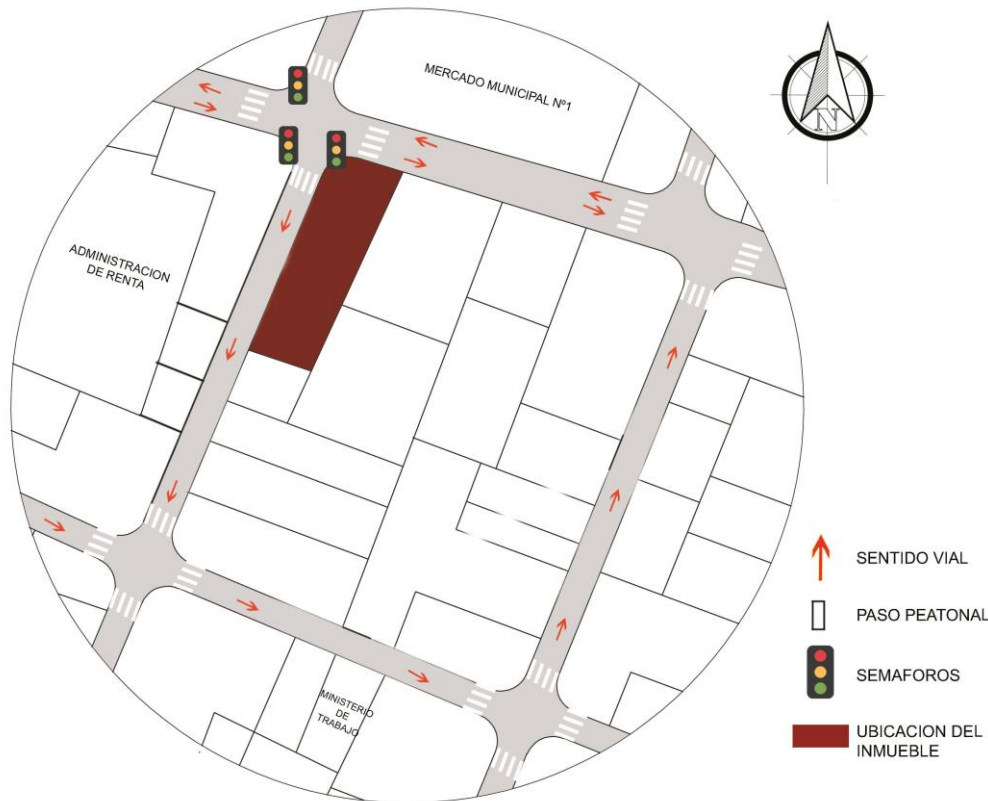 MERCADO MUNICIPAL Nº1
N
ADMINISTRACION
DE RENTA
MINISTERIO
DE
TRABAJO
SENTIDO VIAL
PASO PEATONAL
SEMAFOROS
UBICACION DEL
INMUEBLE